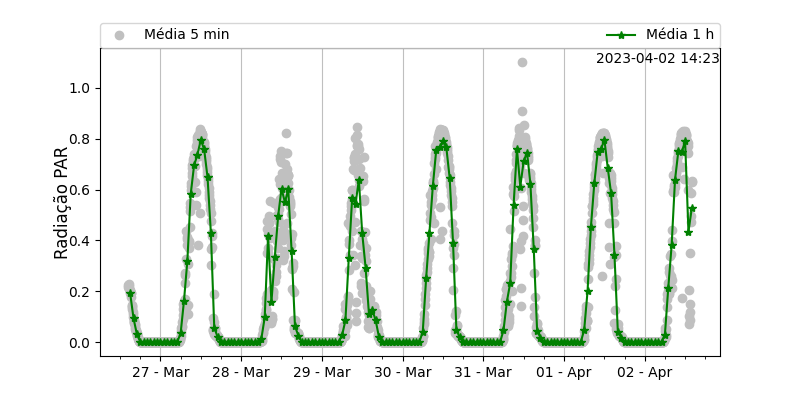 Média 5 min
Média 1 h
2023-04-02 14:23
Radiação PAR
1.0
0.8
0.6
0.4
0.2
0.0
27 - Mar 28 - Mar 29 - Mar 30 - Mar 31 - Mar 01 - Apr 02 - Apr